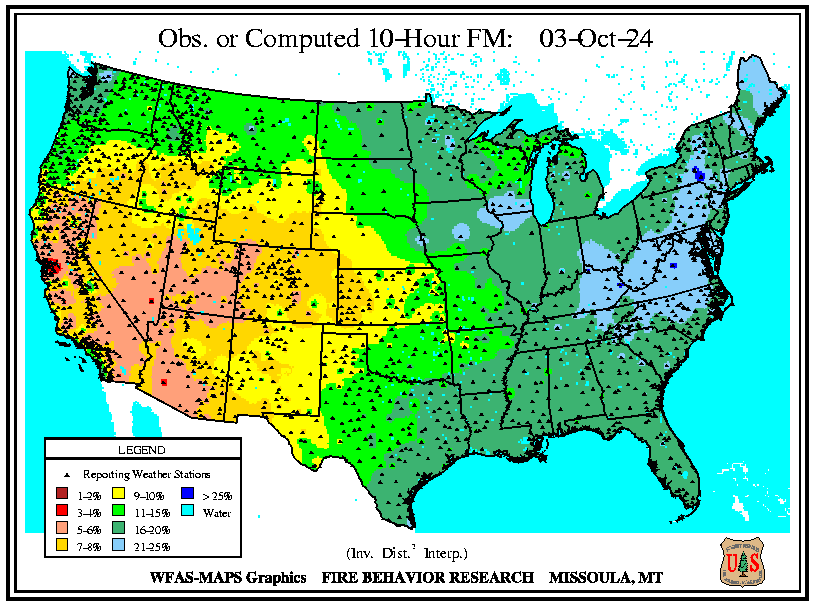 Obs. or Computed 10-Hour FM: 03-Oct-24
LEGEND
Reporting Weather Stations
1-2% 9-10% > 25%
3-4% 11-15% Water
5-6% 16-20%
7-8% 21-25%
(Inv. Dist.² Interp.)
WFAS-MAPS Graphics FIRE BEHAVIOR RESEARCH MISSOULA, MT
U S